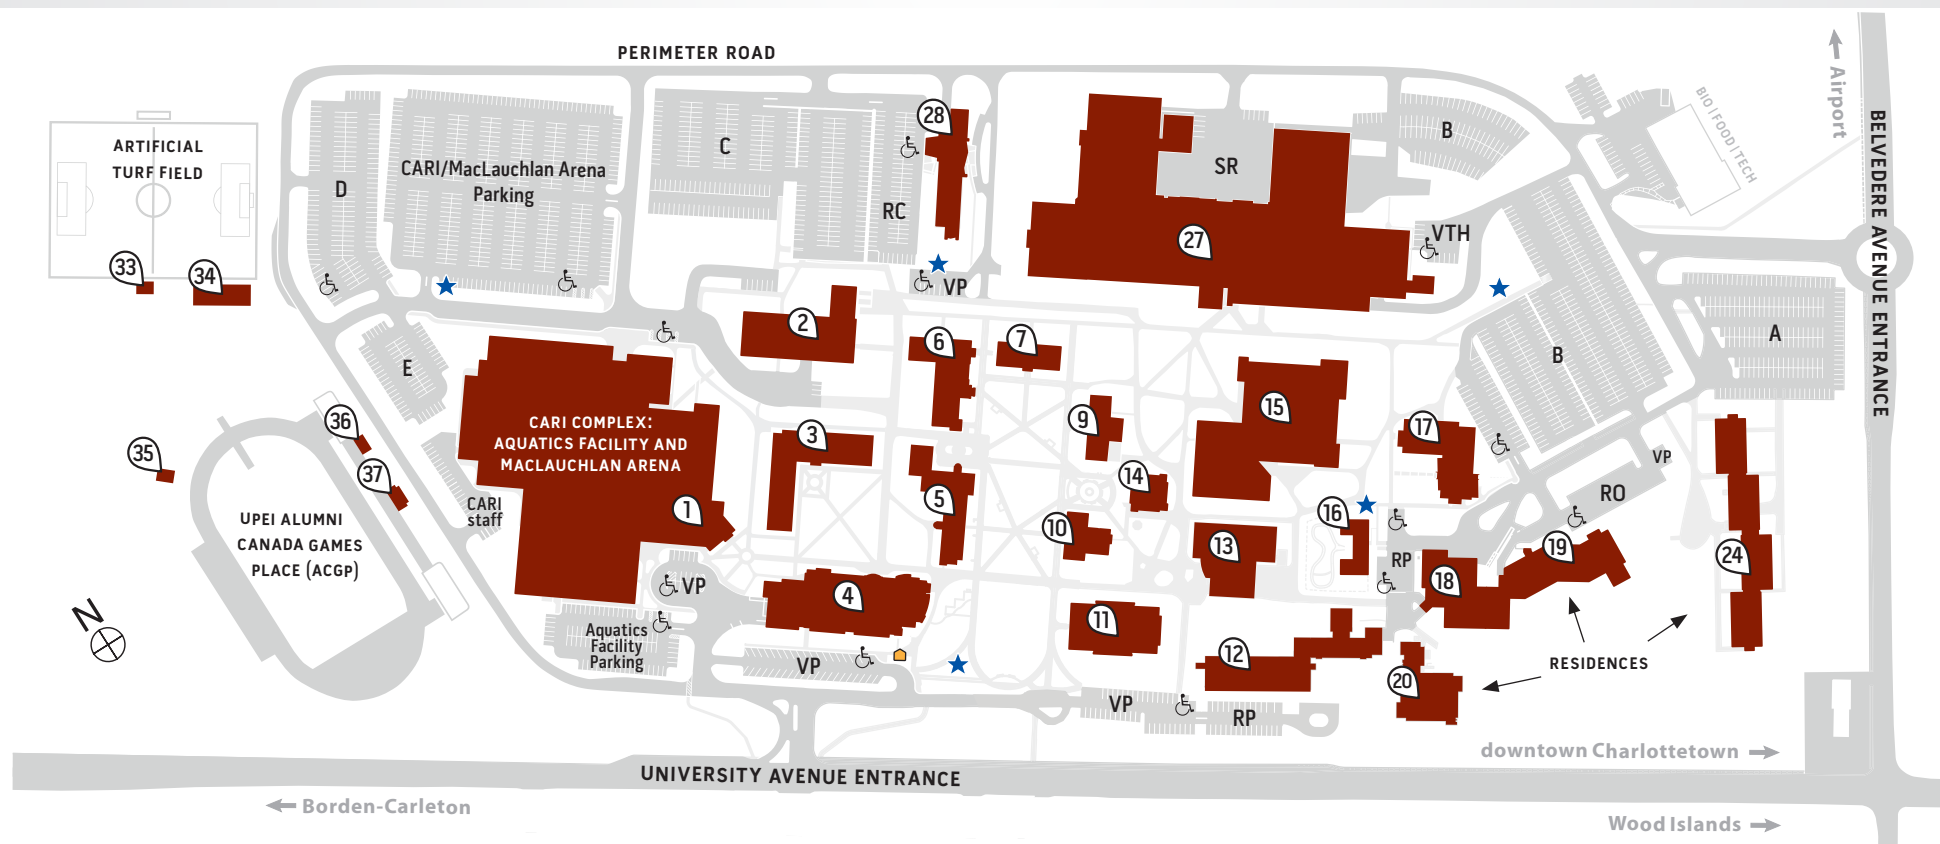 PERIMETER ROAD
Airport
BELVEDERE AVENUE ENTRANCE
BIO | FOOD | TECH
ARTIFICIAL
TURF FIELD
33
34
D
CARI/MacLauchlan Arena
Parking
C
RC
28
VP
SR
27
B
VTH
B
A
E
2
6
7
9
15
17
VP
RO
CARI COMPLEX:
AQUATICS FACILITY AND
MACLAUCHLAN ARENA
1
3
5
14
10
16
13
RP
18
19
24
35
36
37
CARI
staff
UPEI ALUMNI
CANADA GAMES
PLACE (ACGP)
N
VP
4
11
12
20
RESIDENCES
Aquatics
Facility
Parking
VP
VP
RP
downtown Charlottetown
UNIVERSITY AVENUE ENTRANCE
Borden-Carleton
Wood Islands